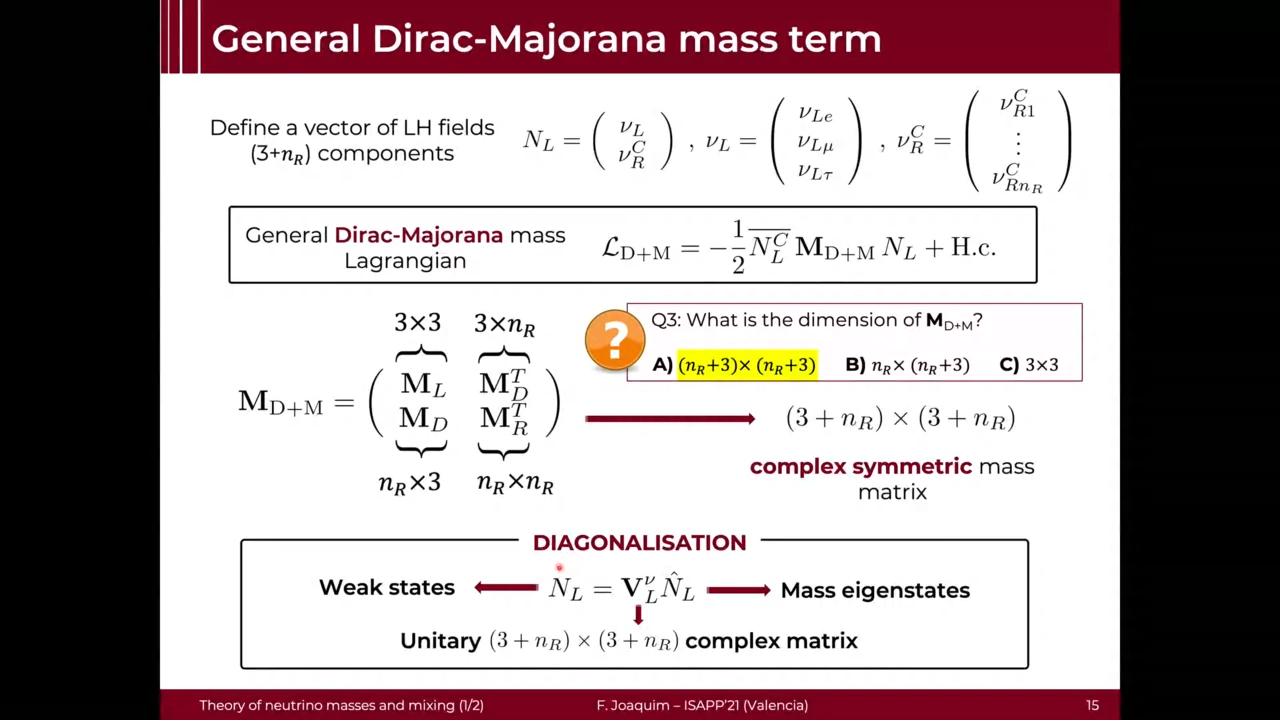 General Dirac-Majorana mass term
Define a vector of LH fields
(3+n_R) components
N_L = ( ν_L ν_R^C ) , ν_L = ( ν_Le ν_Lμ ν_Lτ ) , ν_R^C = ( ν_R1^C ⋮ ν_Rn_R^C )
General Dirac-Majorana mass
Lagrangian
ℒ_D+M = −1/2 \overline{N_L^C} M_D+M N_L + H.c.
3×3 3×n_R
Q3: What is the dimension of M_D+M?
?
A) (n_R+3)× (n_R+3) B) n_R× (n_R+3) C) 3×3
M_D+M = ( M_L M_D^T
M_D M_R^T )
(3 + n_R) × (3 + n_R)
n_R×3 n_R×n_R
complex symmetric mass
matrix
DIAGONALISATION
Weak states N_L = V_L^ν N̂_L Mass eigenstates
Unitary (3 + n_R) × (3 + n_R) complex matrix
Theory of neutrino masses and mixing (1/2) F. Joaquim – ISAPP'21 (Valencia) 15